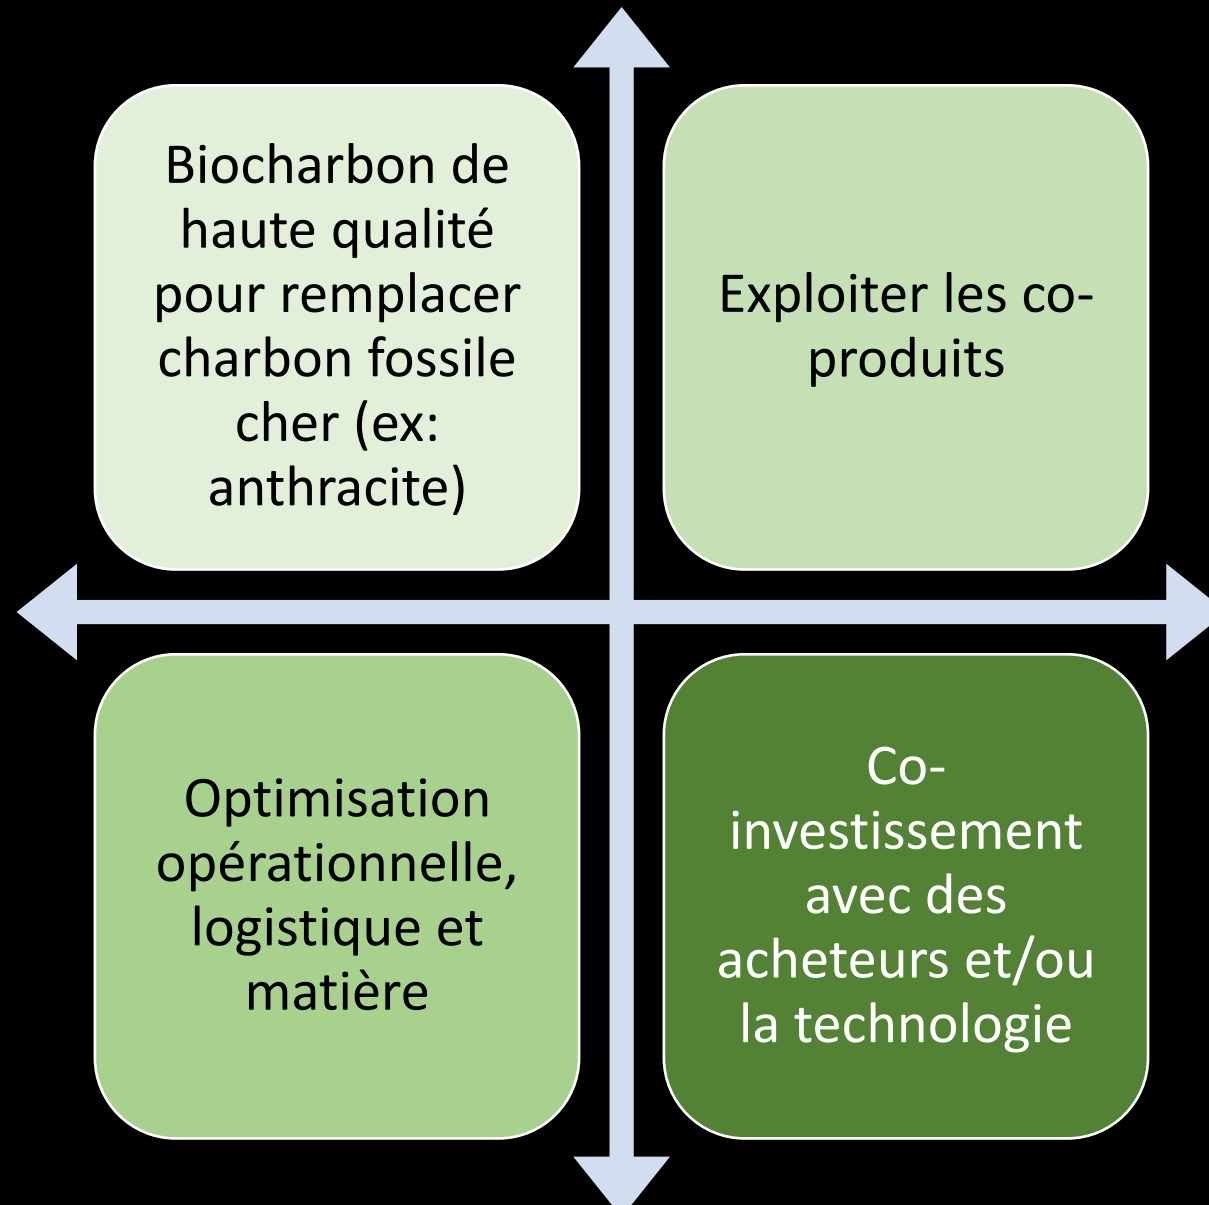 Biocharbon de
haute qualité
pour remplacer
charbon fossile
cher (ex:
anthracite)
Exploiter les co-
produits
Optimisation
opérationnelle,
logistique et
matière
Co-
investissement
avec des
acheteurs et/ou
la technologie